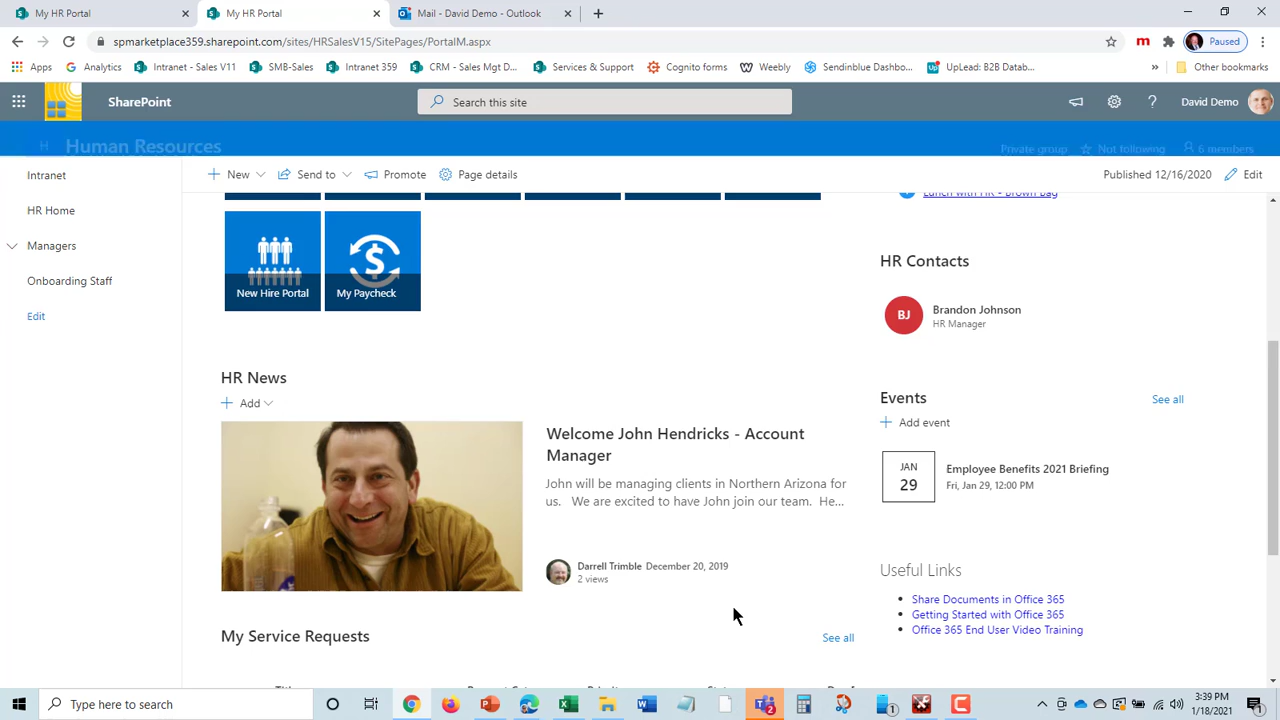 My HR Portal
My HR Portal
Mail - David Demo - Outlook
spmarketplace359.sharepoint.com/sites/HRSalesV15/SitePages/PortalM.aspx
Paused
Apps
Analytics
Intranet - Sales V11
SMB-Sales
Intranet 359
CRM - Sales Mgt D...
Services & Support
Cognito forms
Weebly
Sendinblue Dashbo...
UpLead: B2B Datab...
Other bookmarks
SharePoint
Search this site
David Demo
H Human Resources
Private group
Not following
6 members
Intranet
HR Home
Managers
Onboarding Staff
Edit
New
Send to
Promote
Page details
Published 12/16/2020
Edit
New Hire Portal
My Paycheck
HR News
Add
Welcome John Hendricks - Account
Manager
John will be managing clients in Northern Arizona for
us. We are excited to have John join our team. He...
Darrell Trimble December 20, 2019
2 views
My Service Requests
See all
Lunch with HR - Brown Bag
HR Contacts
BJ
Brandon Johnson
HR Manager
Events
See all
Add event
JAN
29
Employee Benefits 2021 Briefing
Fri, Jan 29, 12:00 PM
Useful Links
Share Documents in Office 365
Getting Started with Office 365
Office 365 End User Video Training
Type here to search
3:39 PM
1/18/2021